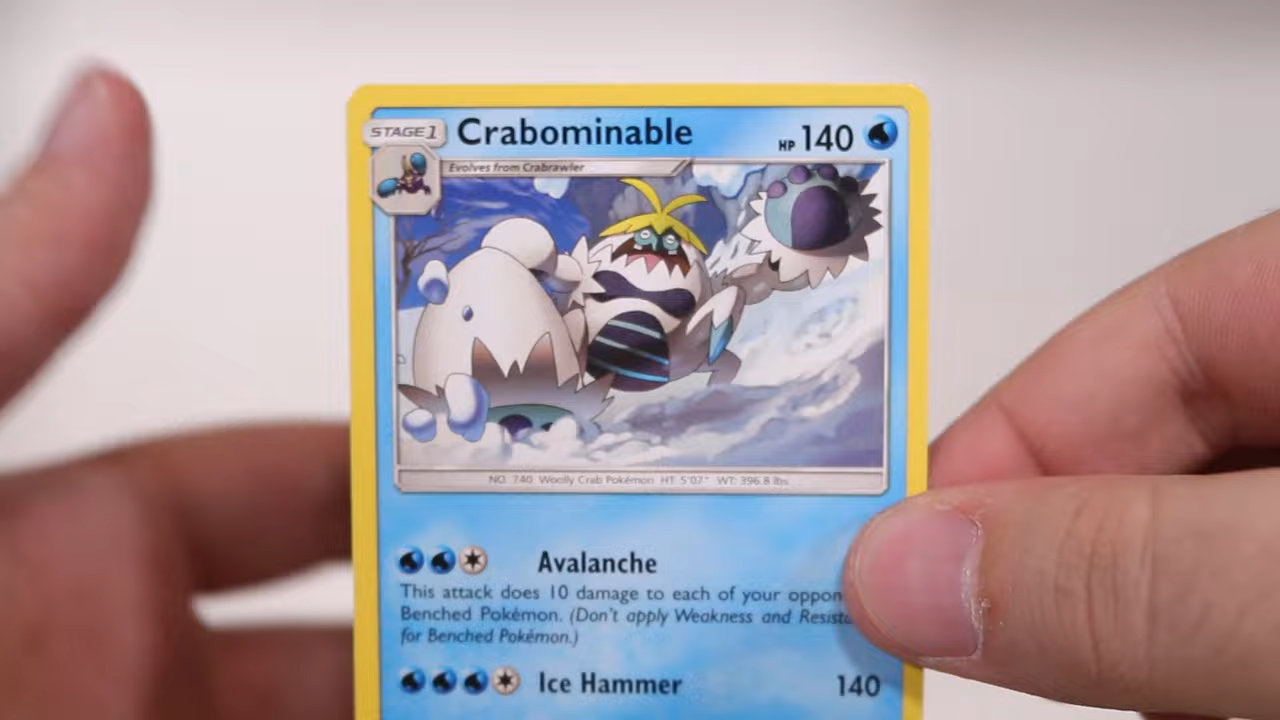 STAGE 1 Crabominable HP 140
Evolves from Crabrawler
NO. 740 Woolly Crab Pokémon HT: 5'07" WT: 396.8 lbs.
Avalanche
This attack does 10 damage to each of your oppon
Benched Pokémon. (Don't apply Weakness and Resista
for Benched Pokémon.)
Ice Hammer 140